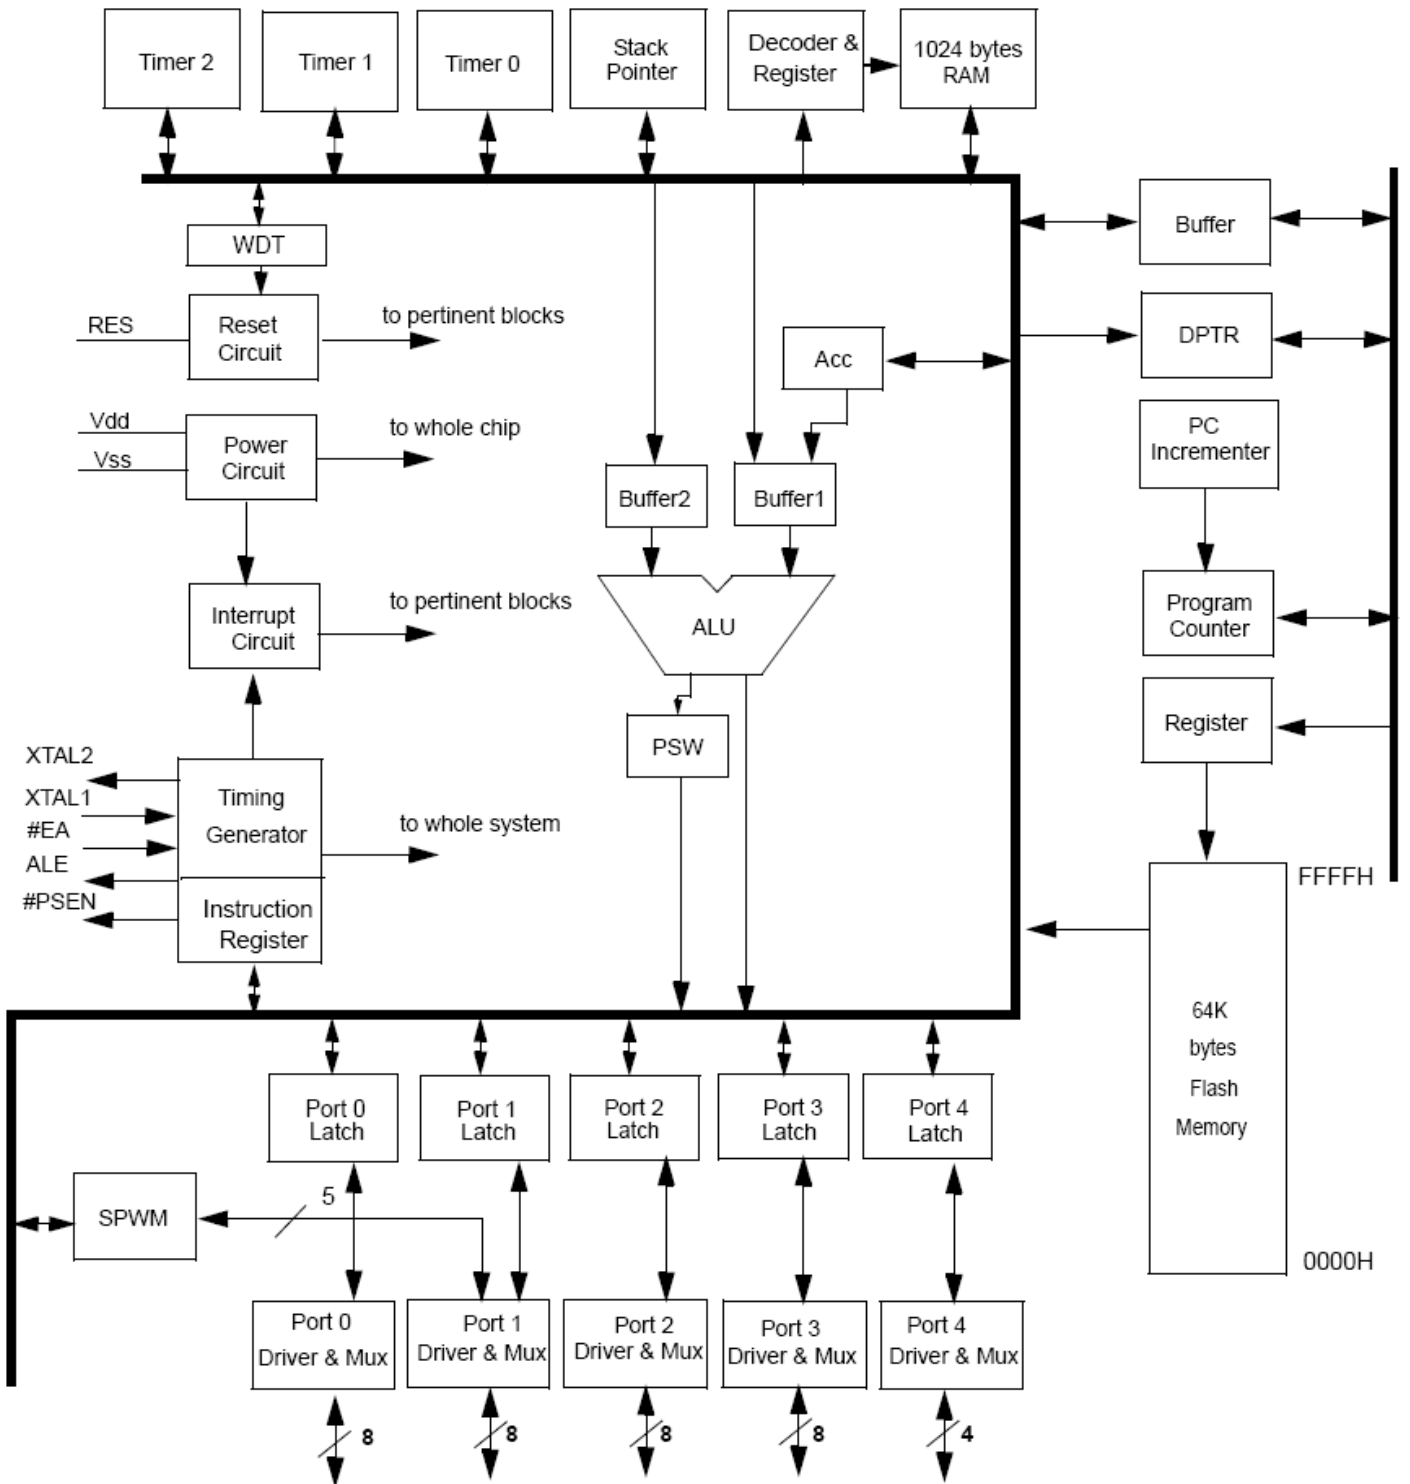 Timer 2
Timer 1
Timer 0
Stack
Pointer
Decoder &
Register
1024 bytes
RAM
WDT
RES
Reset
Circuit
to pertinent blocks
Vdd
Vss
Power
Circuit
to whole chip
Interrupt
Circuit
to pertinent blocks
XTAL2
XTAL1
#EA
ALE
#PSEN
Timing
Generator
Instruction
Register
to whole system
Acc
Buffer2
Buffer1
ALU
PSW
Buffer
DPTR
PC
Incrementer
Program
Counter
Register
FFFFH
64K
bytes
Flash
Memory
0000H
Port 0
Latch
Port 1
Latch
Port 2
Latch
Port 3
Latch
Port 4
Latch
SPWM
5
Port 0
Driver & Mux
Port 1
Driver & Mux
Port 2
Driver & Mux
Port 3
Driver & Mux
Port 4
Driver & Mux
8
8
8
8
4